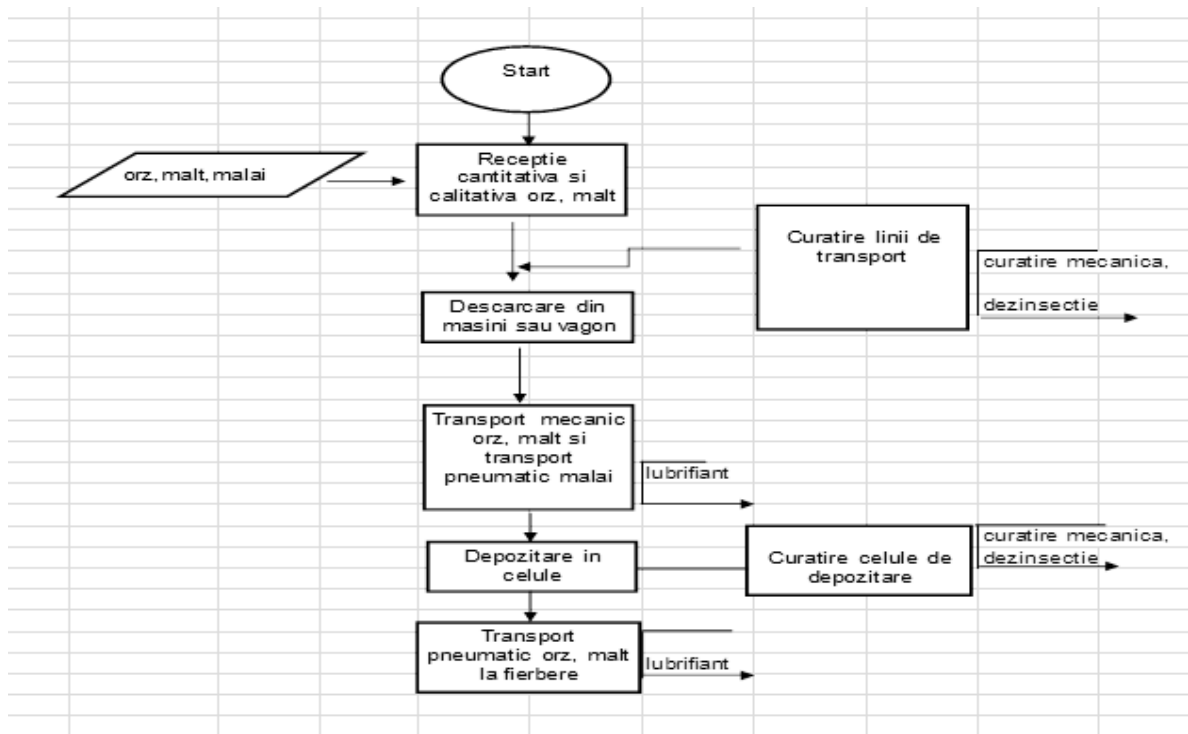 Start
orz, malt, malai
Receptie
cantitativa si
calitativa orz, malt
Curatire linii de
transport
curatire mecanica,
dezinsectie
Descarcare din
masini sau vagon
Transport mecanic
orz, malt si
transport
pneumatic malai
lubrifiant
Depozitare in
celule
Curatire celule de
depozitare
curatire mecanica,
dezinsectie
Transport
pneumatic orz, malt
la fierbere
lubrifiant